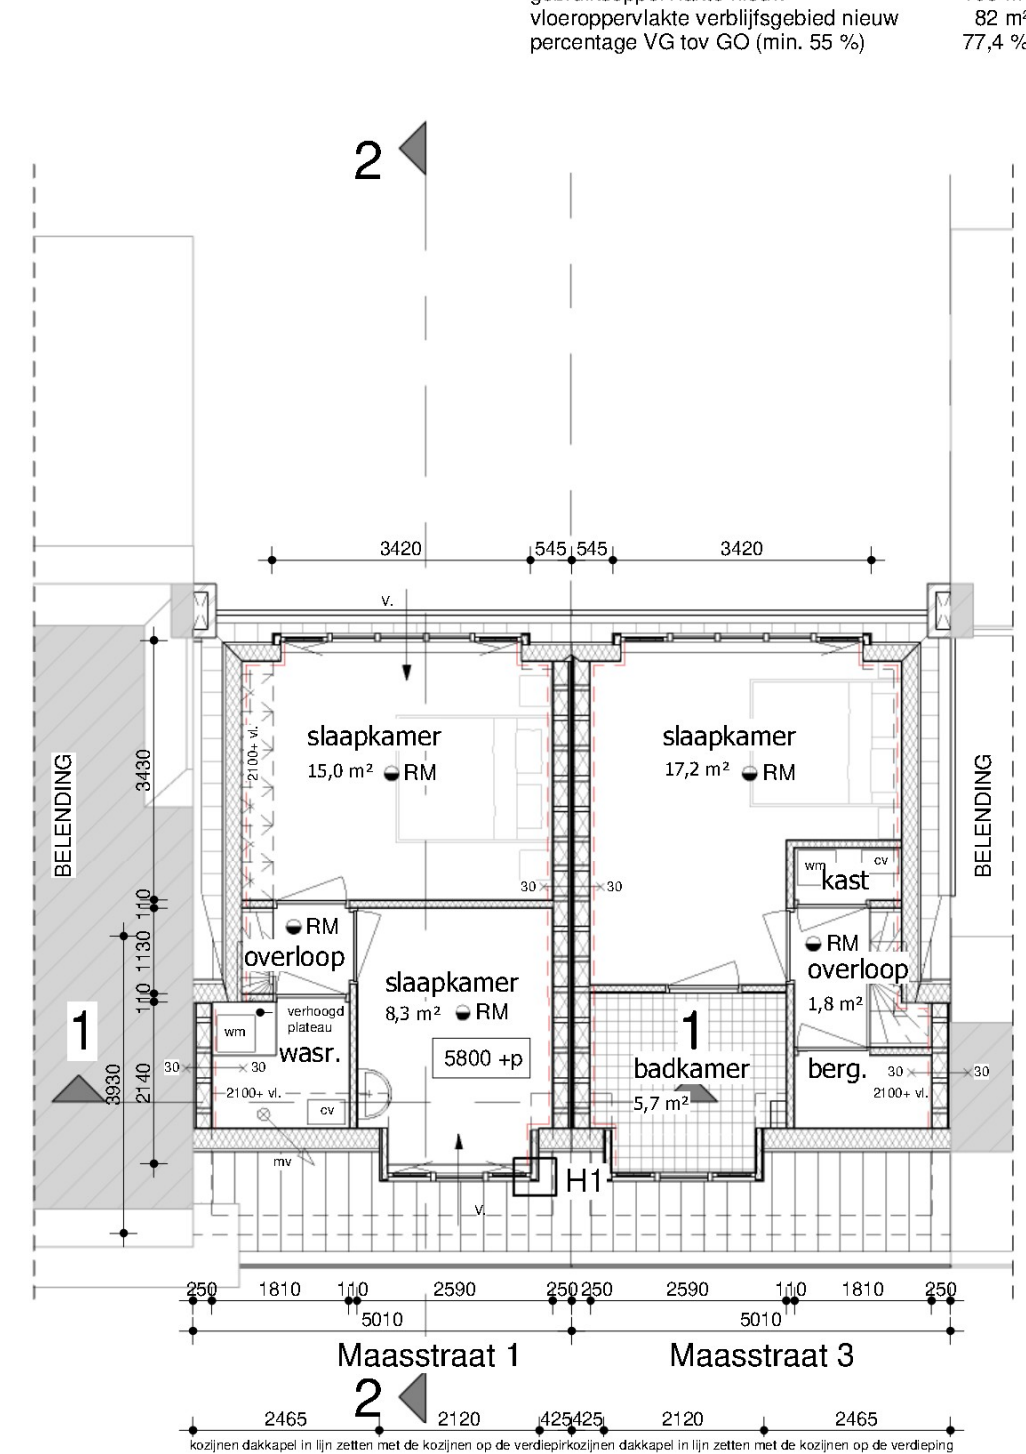 vloeroppervlakte verblijfsgebied nieuw 82 m²
percentage VG tov GO (min. 55 %) 77,4 %
2
3420 545 545 3420
v.
BELENDING
3430
2100+ vl.
slaapkamer
15,0 m² RM
slaapkamer
17,2 m² RM
BELENDING
30 30
wm cv
kast
110
1130
110
RM
overloop
slaapkamer
8,3 m² RM
RM
overloop
1,8 m²
1
3930
2140
wm
verhoogd
plateau
wasr.
5800 +p
1
badkamer
5,7 m²
berg.
30 30
2100+ vl.
cv
30 30
2100+ vl.
mv
H1
v.
250 1810 110 2590 250 250 2590 110 1810 250
5010 5010
Maasstraat 1 Maasstraat 3
2
2465 2120 425 425 2120 2465
kozijnen dakkapel in lijn zetten met de kozijnen op de verdiepin kozijnen dakkapel in lijn zetten met de kozijnen op de verdieping